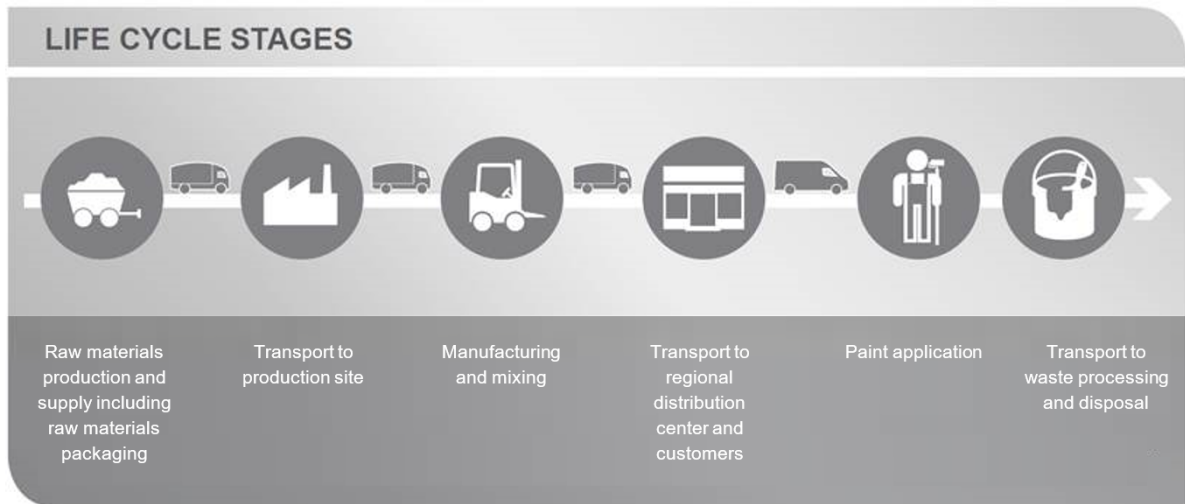 LIFE CYCLE STAGES
Raw materials
production and
supply including
raw materials
packaging
Transport to
production site
Manufacturing
and mixing
Transport to
regional
distribution
center and
customers
Paint application
Transport to
waste processing
and disposal